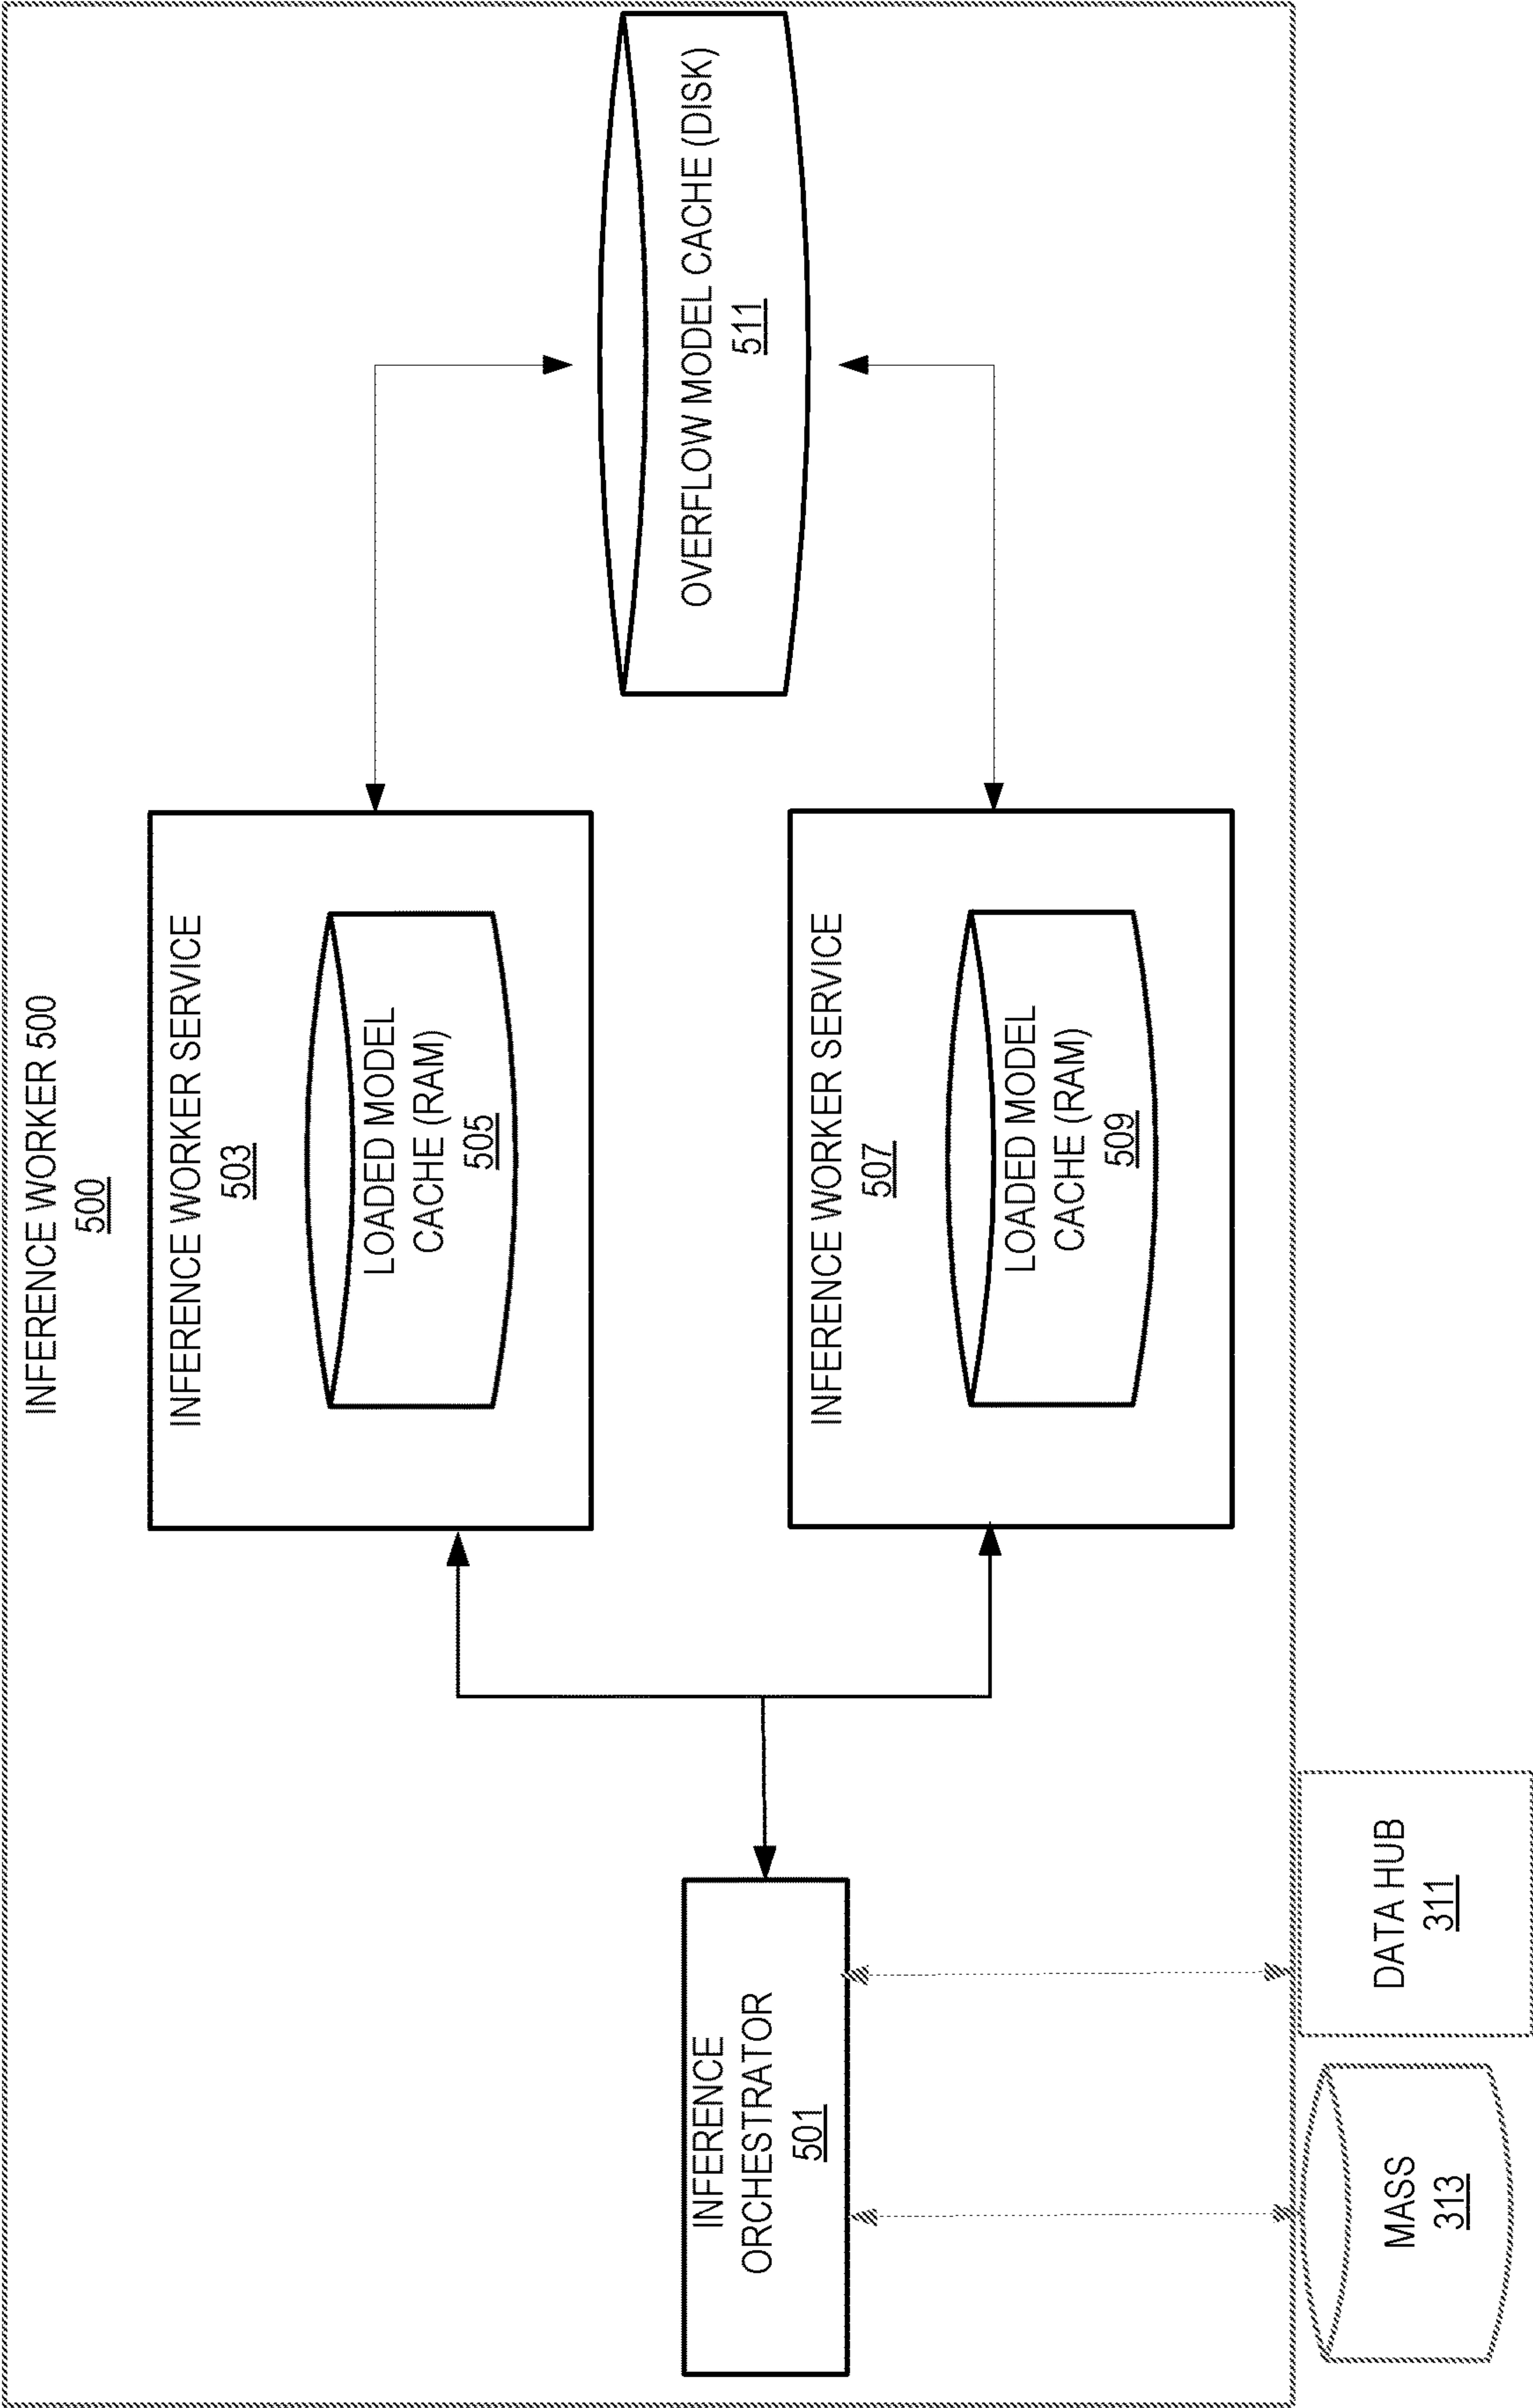 INFERENCE WORKER 500
500
INFERENCE WORKER SERVICE
503
LOADED MODEL
CACHE (RAM)
505
INFERENCE
ORCHESTRATOR
501
OVERFLOW MODEL CACHE (DISK)
511
INFERENCE WORKER SERVICE
507
LOADED MODEL
CACHE (RAM)
509
MASS
313
DATA HUB
311